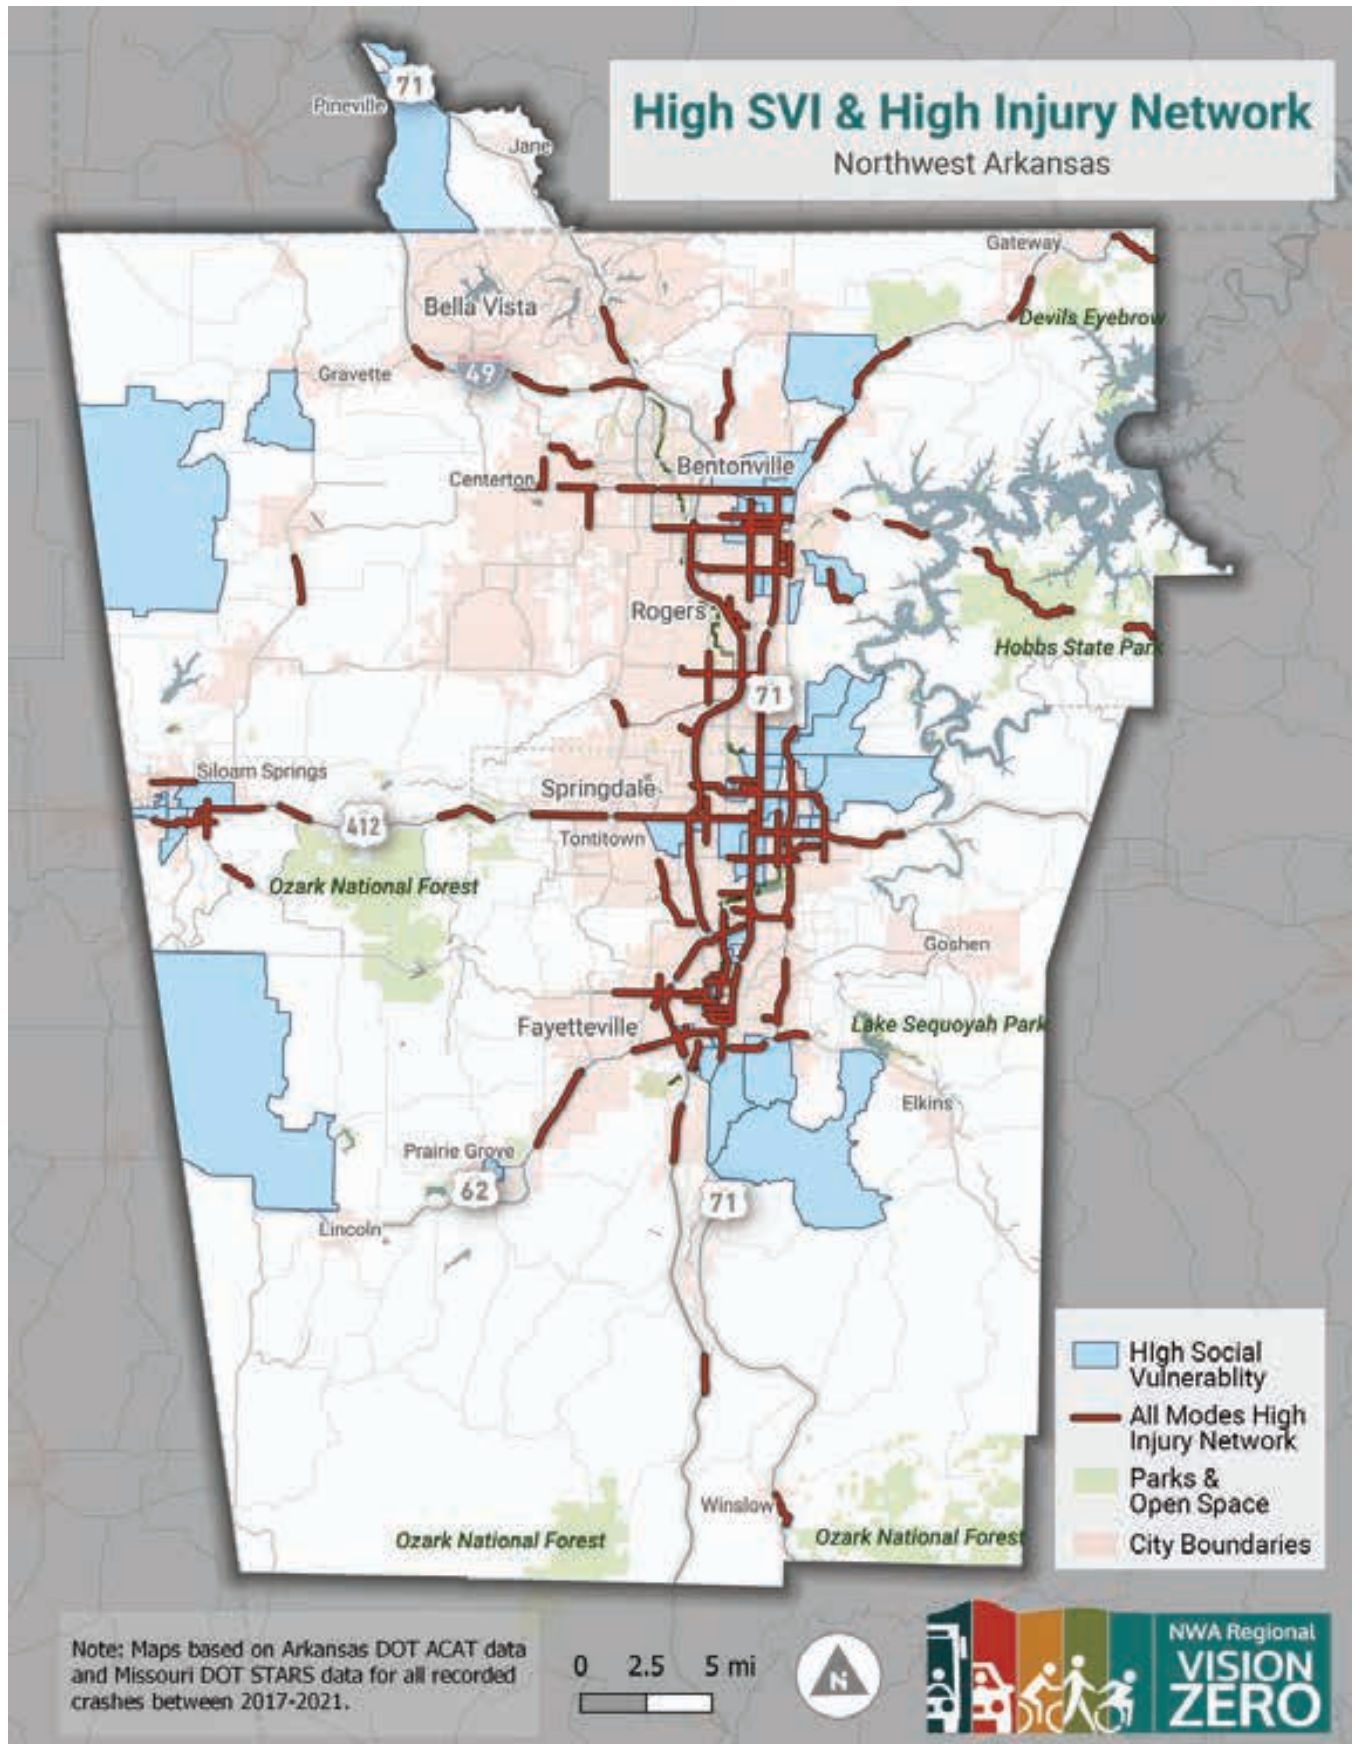 High SVI & High Injury Network
Northwest Arkansas
71
Pineville
Jane
Gateway
Bella Vista
Devils Eyebrow
Gravette
49
Bentonville
Centerton
Rogers
Hobbs State Park
71
Siloam Springs
Springdale
412
Tontitown
Ozark National Forest
Goshen
Fayetteville
Lake Sequoyah Park
Elkins
Prairie Grove
62
71
Lincoln
HIgh Social
Vulnerablity
All Modes High
Injury Network
Parks &
Open Space
City Boundaries
Winslow
Ozark National Forest
Ozark National Forest
Note: Maps based on Arkansas DOT ACAT data
and Missouri DOT STARS data for all recorded
crashes between 2017-2021.
0 2.5 5 mi
N
NWA Regional
VISION
ZERO